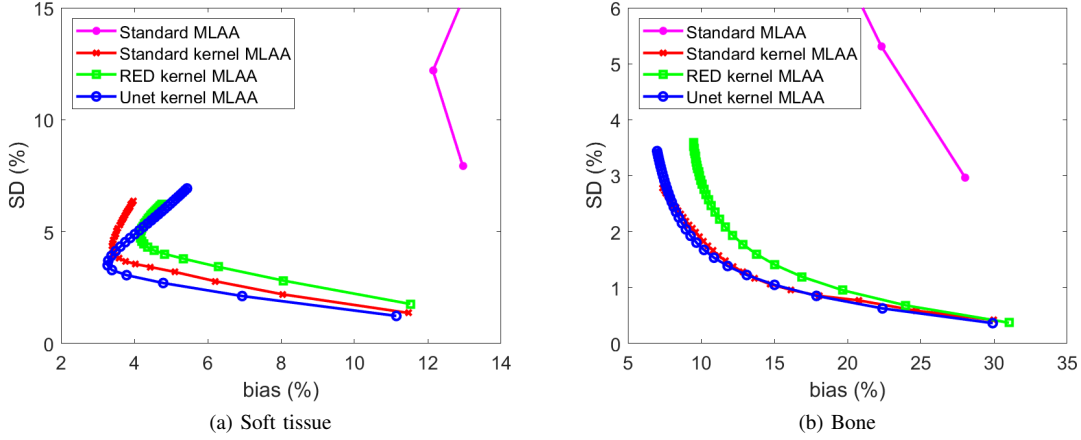 15
10
5
0
SD (%)
2 4 6 8 10 12 14
bias (%)
Standard MLAA
Standard kernel MLAA
RED kernel MLAA
Unet kernel MLAA
(a) Soft tissue
6
5
4
3
2
1
0
SD (%)
5 10 15 20 25 30 35
bias (%)
Standard MLAA
Standard kernel MLAA
RED kernel MLAA
Unet kernel MLAA
(b) Bone